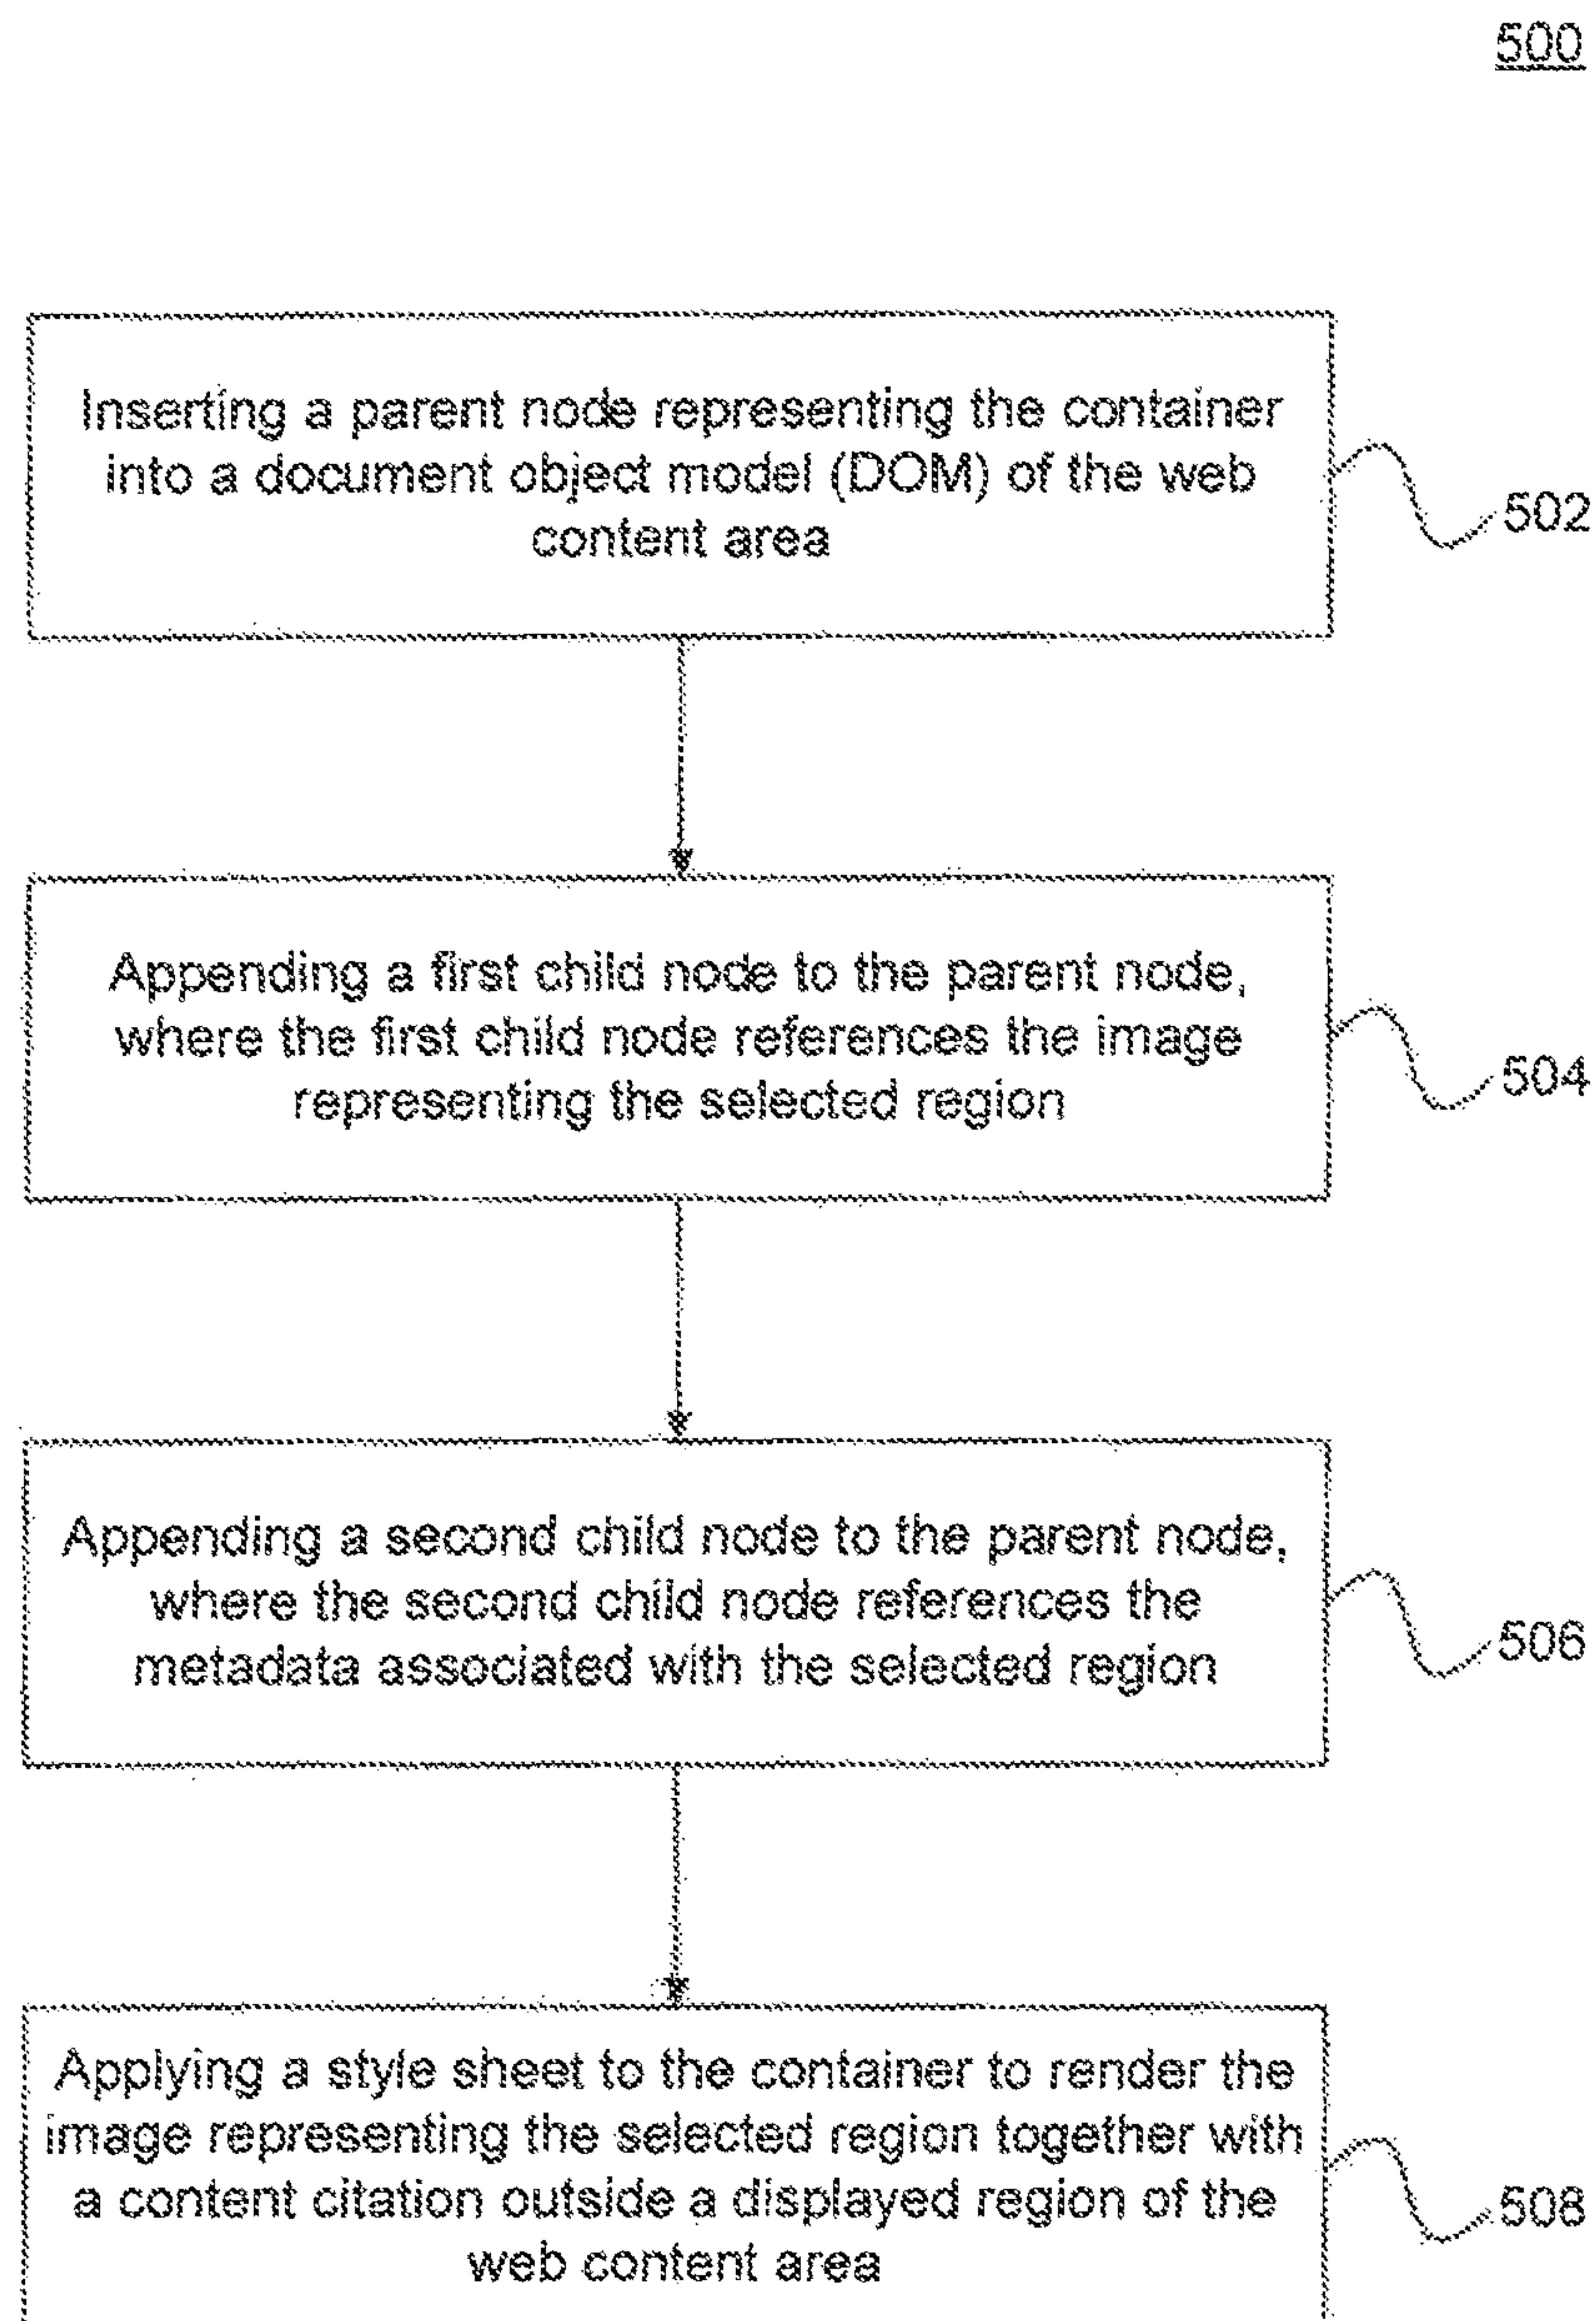 500
Inserting a parent node representing the container
into a document object model (DOM) of the web
content area
502
Appending a first child node to the parent node,
where the first child node references the image
representing the selected region
504
Appending a second child node to the parent node,
where the second child node references the
metadata associated with the selected region
506
Applying a style sheet to the container to render the
image representing the selected region together with
a content citation outside a displayed region of the
web content area
508